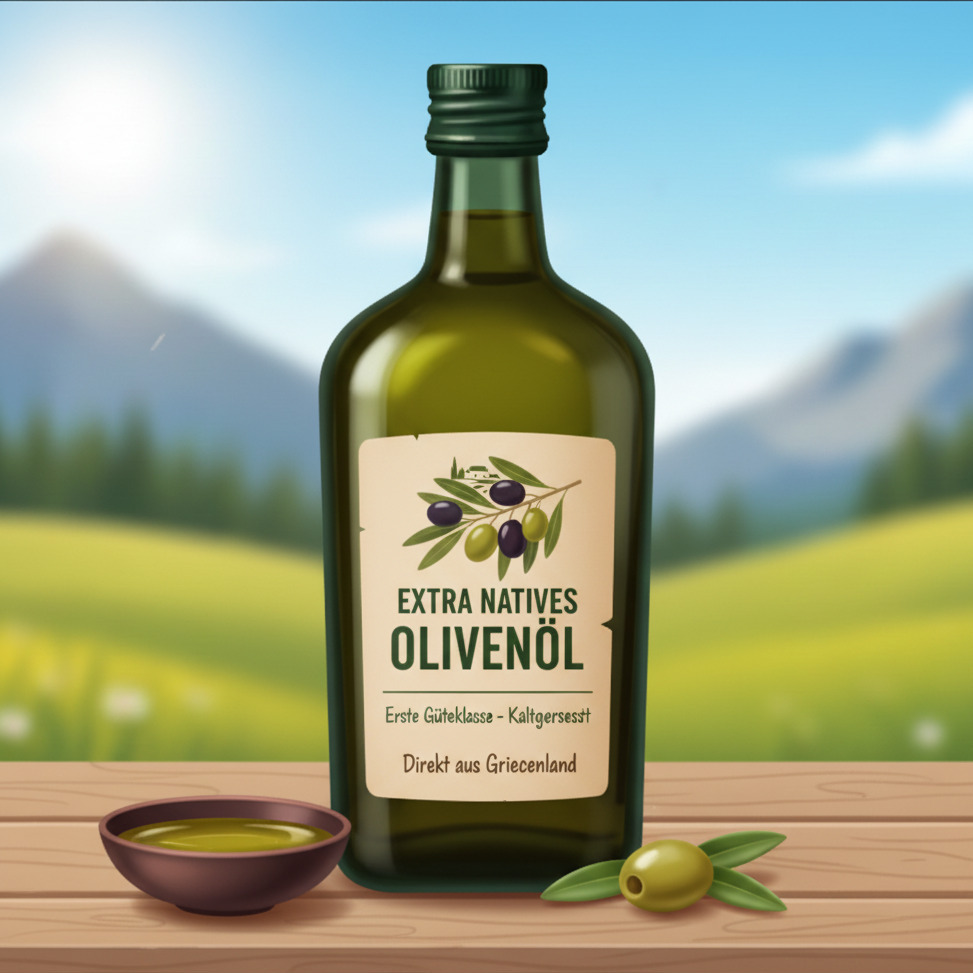 EXTRA NATIVES
OLIVENÖL
Erste Güteklasse - Kaltgersesst
Direkt aus Griecenland